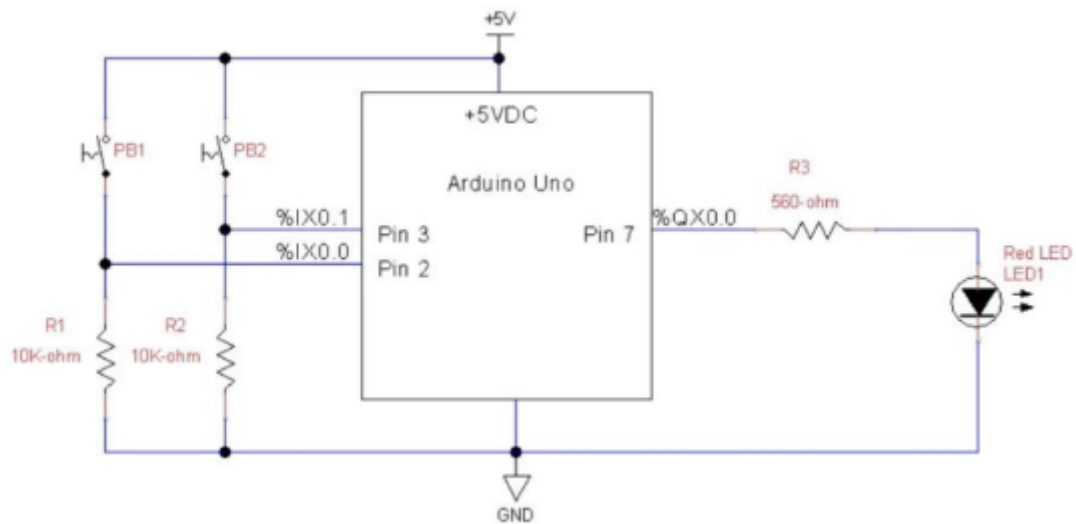 +5V
+5VDC
PB1
PB2
Arduino Uno
R3
560-ohm
%IX0.1
%QX0.0
Pin 3
Pin 7
%IX0.0
Pin 2
Red LED
LED1
R1
10K-ohm
R2
10K-ohm
GND